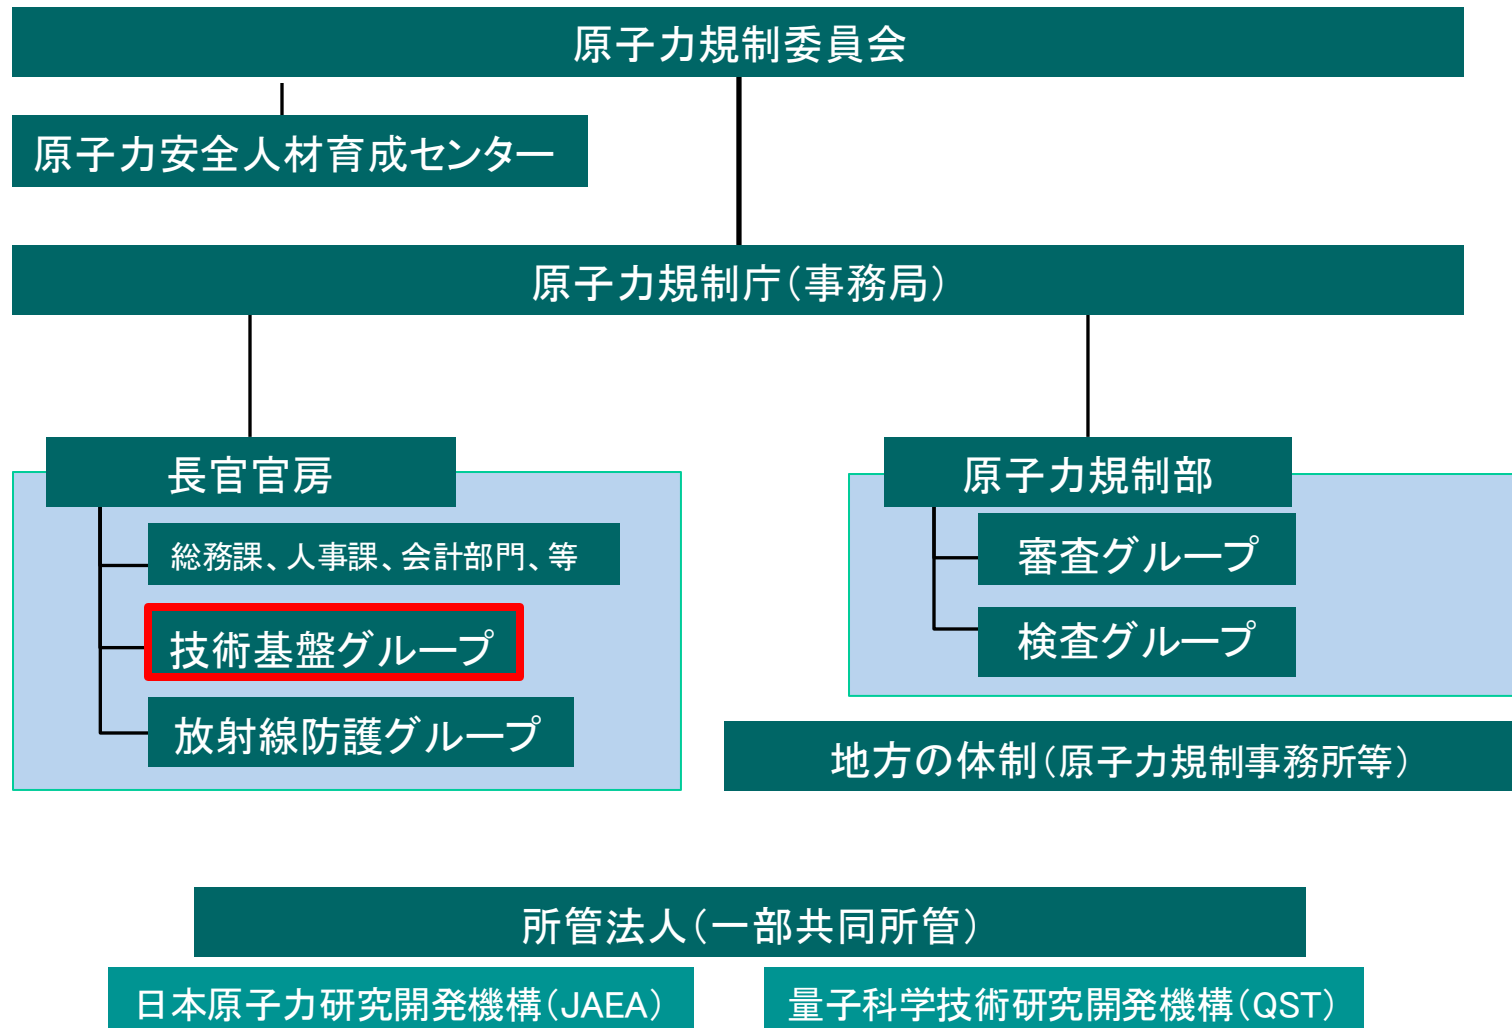 原子力規制委員会
原子力安全人材育成センター
原子力規制庁(事務局)
長官官房
総務課、人事課、会計部門、等
技術基盤グループ
放射線防護グループ
原子力規制部
審査グループ
検査グループ
地方の体制(原子力規制事務所等)
所管法人(一部共同所管)
日本原子力研究開発機構(JAEA)
量子科学技術研究開発機構(QST)